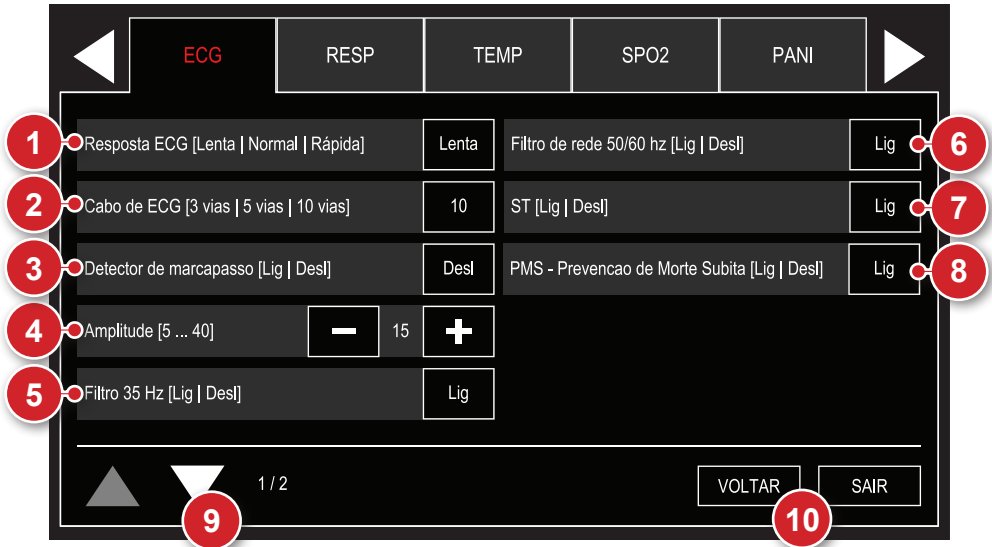 ECG RESP TEMP SPO2 PANI
1 Resposta ECG [Lenta | Normal | Rápida] Lenta Filtro de rede 50/60 hz [Lig | Desl] Lig 6
2 Cabo de ECG [3 vias | 5 vias | 10 vias] 10 ST [Lig | Desl] Lig 7
3 Detector de marcapasso [Lig | Desl] Desl PMS - Prevencao de Morte Subita [Lig | Desl] Lig 8
4 Amplitude [5 ... 40] − 15 +
5 Filtro 35 Hz [Lig | Desl] Lig
1 / 2 VOLTAR SAIR
9 10